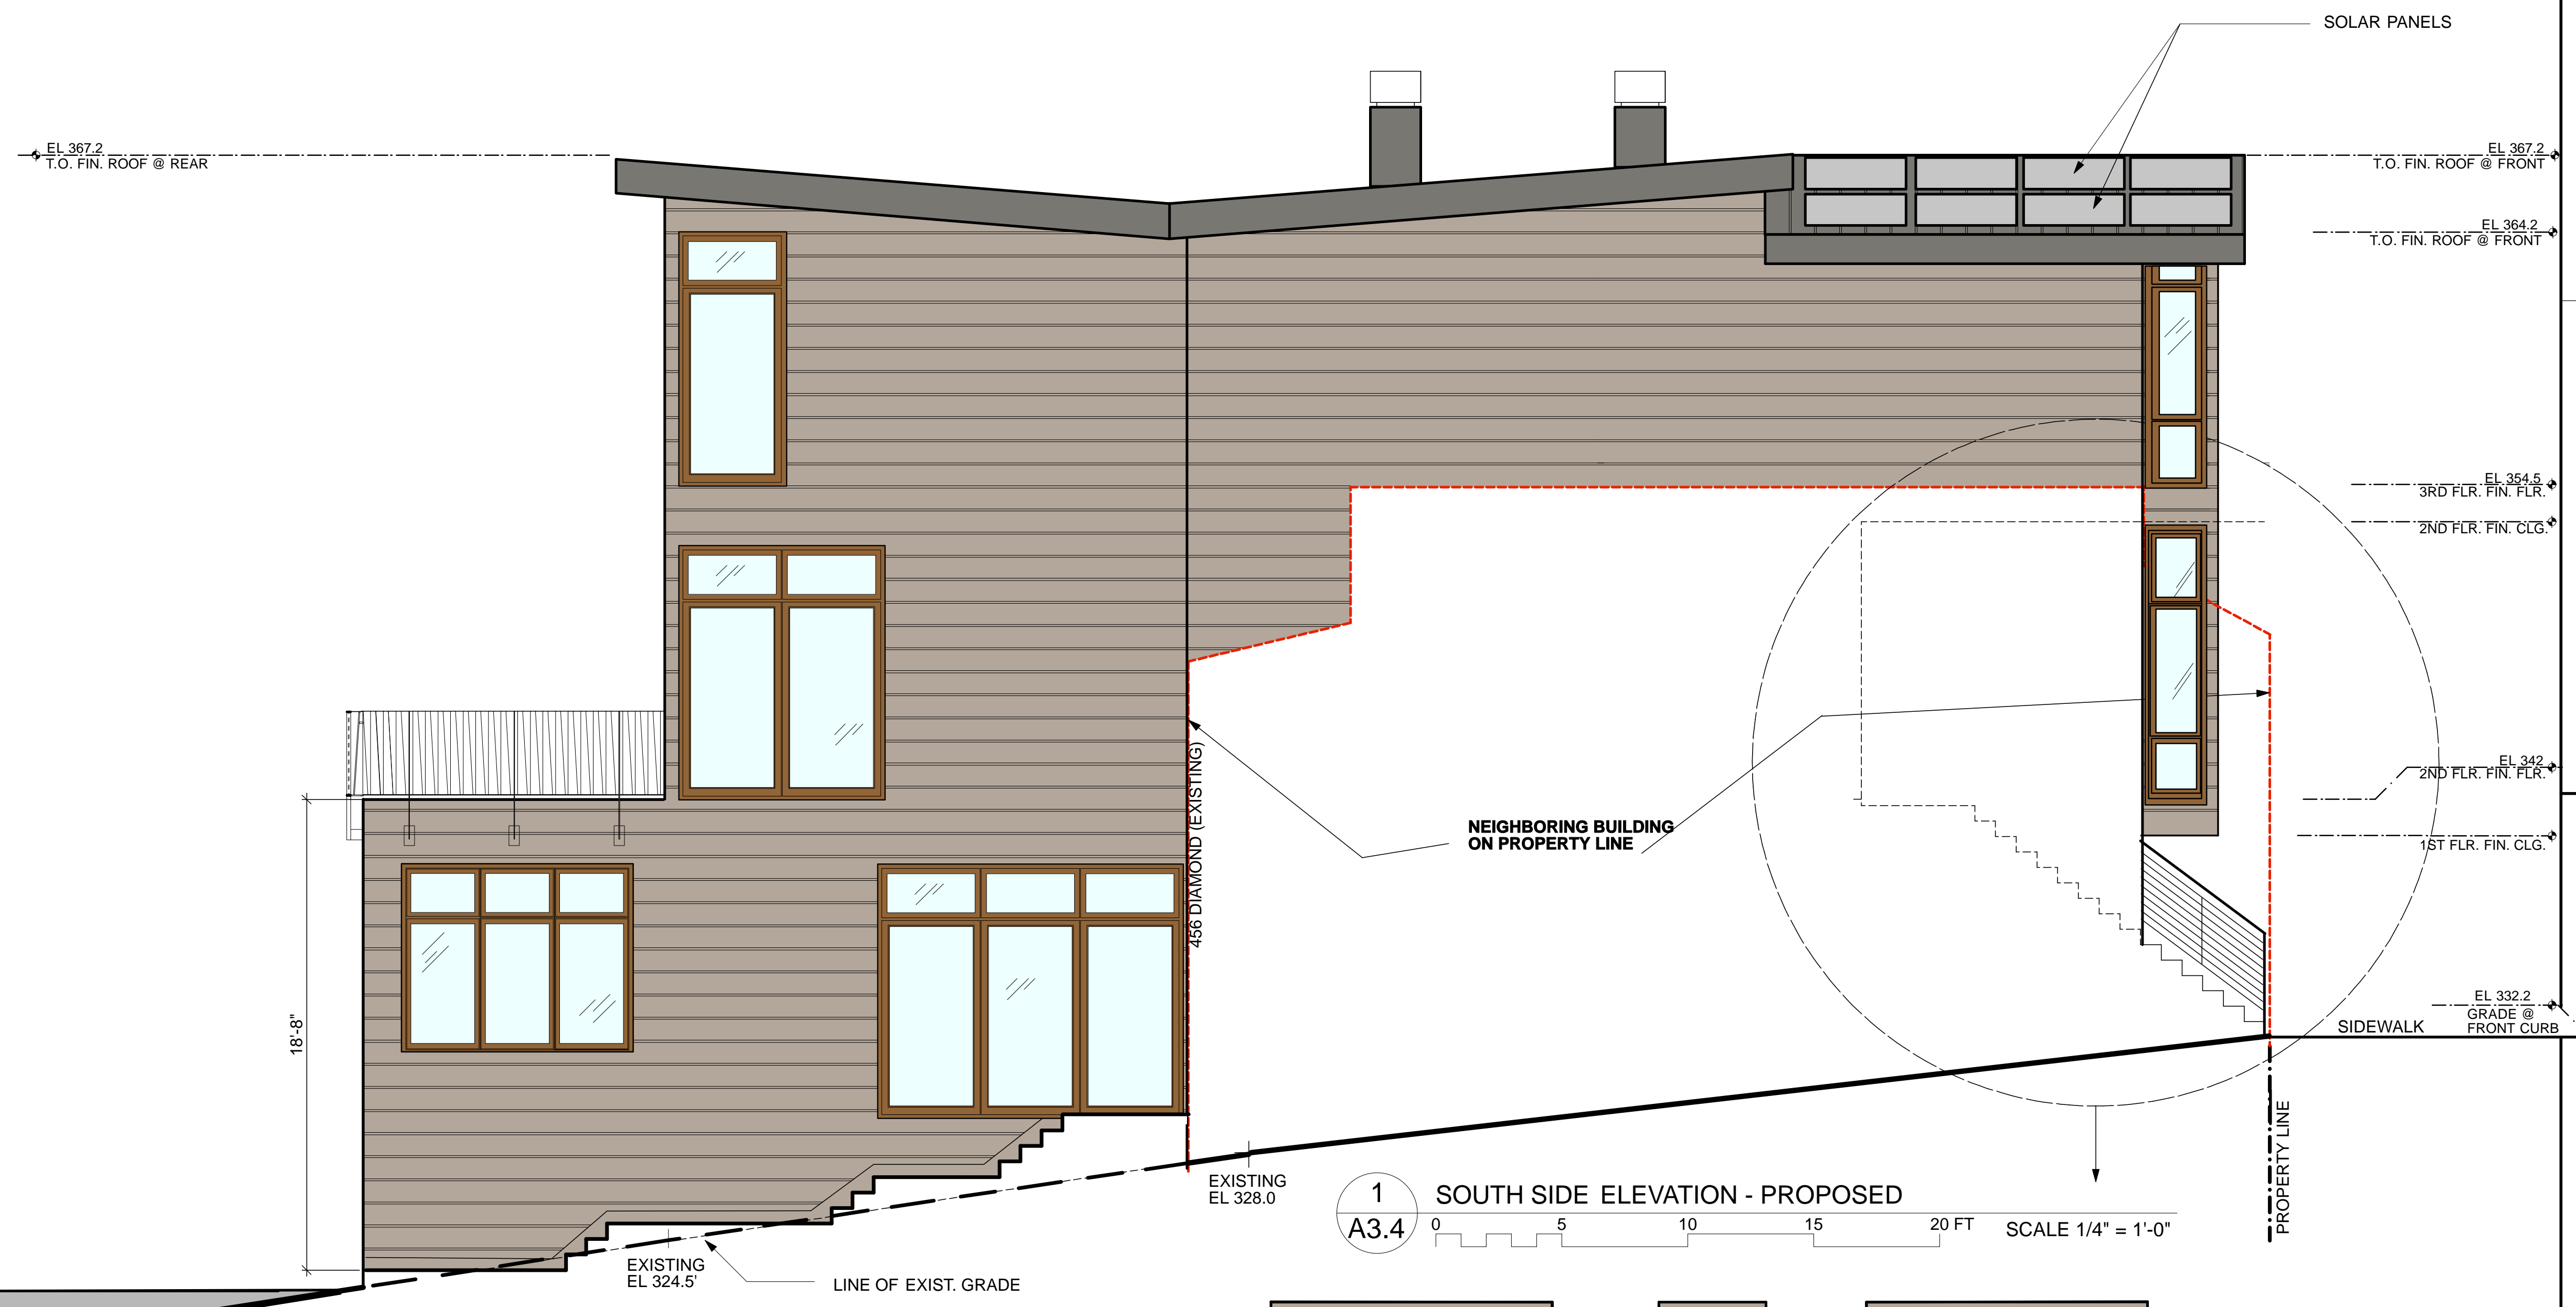 SOLAR PANELS
EL 367.2
T.O. FIN. ROOF @ REAR
EL 367.2
T.O. FIN. ROOF @ FRONT
EL 364.2
T.O. FIN. ROOF @ FRONT
EL 354.5
3RD FLR. FIN. FLR.
2ND FLR. FIN. CLG.
EL 342
2ND FLR. FIN. FLR.
1ST FLR. FIN. CLG.
456 DIAMOND (EXISTING)
NEIGHBORING BUILDING
ON PROPERTY LINE
18'-8"
EL 332.2
GRADE @
FRONT CURB
SIDEWALK
PROPERTY LINE
EXISTING
EL 328.0
EXISTING
EL 324.5'
LINE OF EXIST. GRADE
1
A3.4
SOUTH SIDE ELEVATION - PROPOSED
0 5 10 15 20 FT
SCALE 1/4" = 1'-0"